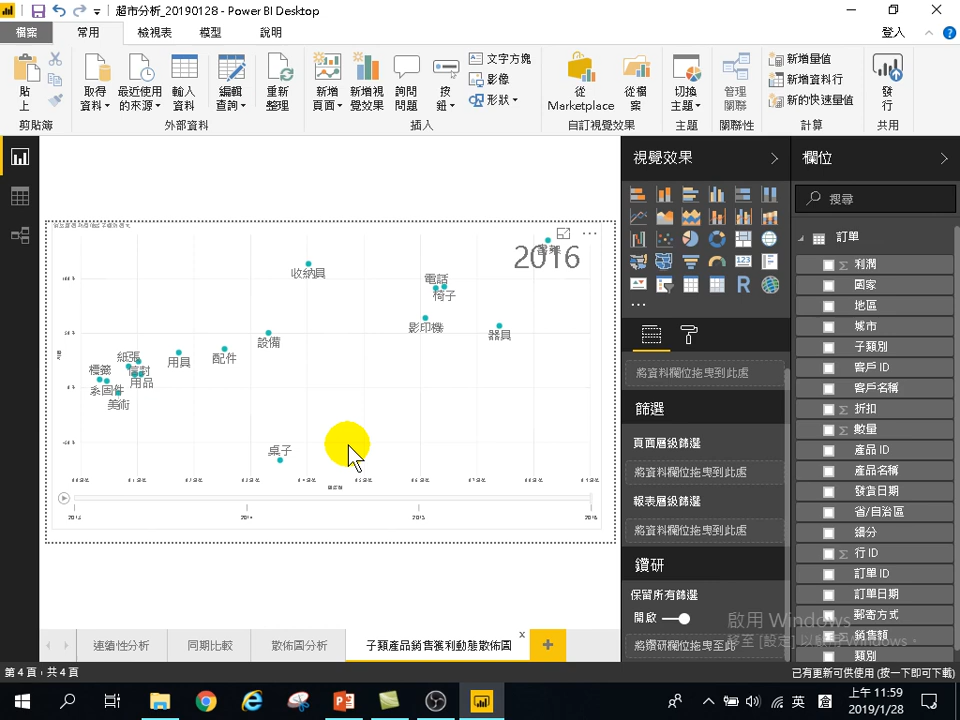 超市分析_20190128 - Power BI Desktop
登入
檔案
常用
檢視表
模型
說明
貼上
取得資料
最近使用的來源
輸入資料
編輯查詢
重新整理
新增頁面
新增視覺效果
詢問問題
按鈕
文字方塊
影像
形狀
從 Marketplace
從檔案
切換主題
管理關聯
新增量值
新增資料行
新的快速量值
發行
剪貼簿
外部資料
插入
自訂視覺效果
主題
關聯性
計算
共用
視覺效果
欄位
搜尋
訂單
利潤
國家
地區
城市
子類別
客戶 ID
客戶名稱
折扣
數量
產品 ID
產品名稱
發貨日期
省/自治區
細分
行 ID
訂單 ID
訂單日期
郵寄方式
銷售額
類別
將資料欄位拖曳到此處
篩選
頁面層級篩選
將資料欄位拖曳到此處
報表層級篩選
將資料欄位拖曳到此處
鑽研
保留所有篩選
開啟
將鑽研欄位拖曳至此
2016
收納具
電話
椅子
影印機
器具
設備
配件
用具
紙張
信封
標籤
用品
系固件
美術
桌子
連續性分析
同期比較
散佈圖分析
子類產品銷售獲利動態散佈圖
第 4 頁，共 4 頁
已有更新可供使用 (按一下即可下載)
啟用 Windows
移至 [設定] 以啟用 Windows。
英
上午 11:59
2019/1/28